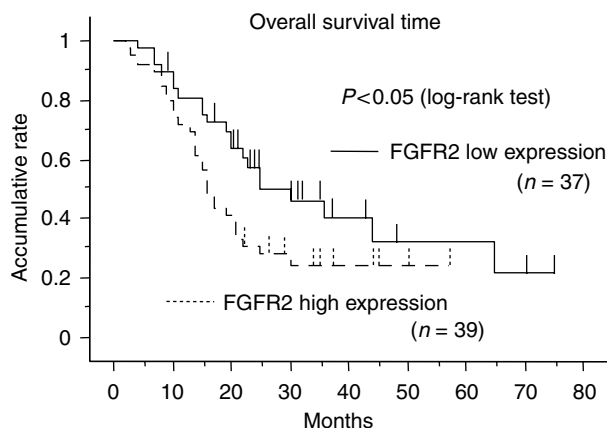 Overall survival time
P<0.05 (log-rank test)
FGFR2 low expression
(n = 37)
FGFR2 high expression
(n = 39)
Accumulative rate
1
0.8
0.6
0.4
0.2
0
0 10 20 30 40 50 60 70 80
Months